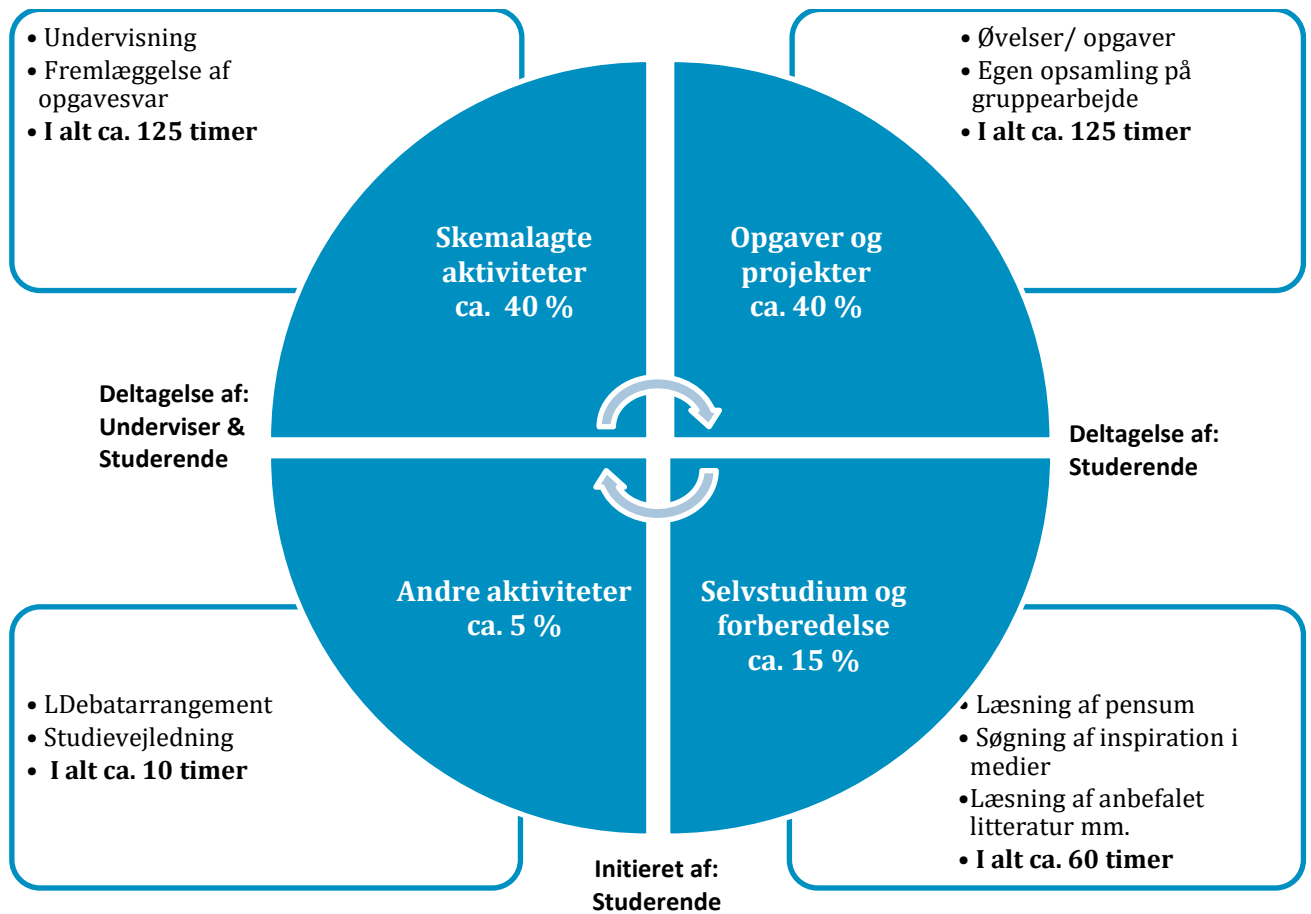 • Undervisning
• Fremlæggelse af
opgavesvar
• I alt ca. 125 timer
• Øvelser/ opgaver
• Egen opsamling på
gruppearbejde
• I alt ca. 125 timer
Skemalagte
aktiviteter
ca. 40 %
Opgaver og
projekter
ca. 40 %
Deltagelse af:
Underviser &
Studerende
Deltagelse af:
Studerende
Andre aktiviteter
ca. 5 %
Selvstudium og
forberedelse
ca. 15 %
• LDebatarrangement
• Studievejledning
• I alt ca. 10 timer
• Læsning af pensum
• Søgning af inspiration i
medier
•Læsning af anbefalet
litteratur mm.
• I alt ca. 60 timer
Initieret af:
Studerende